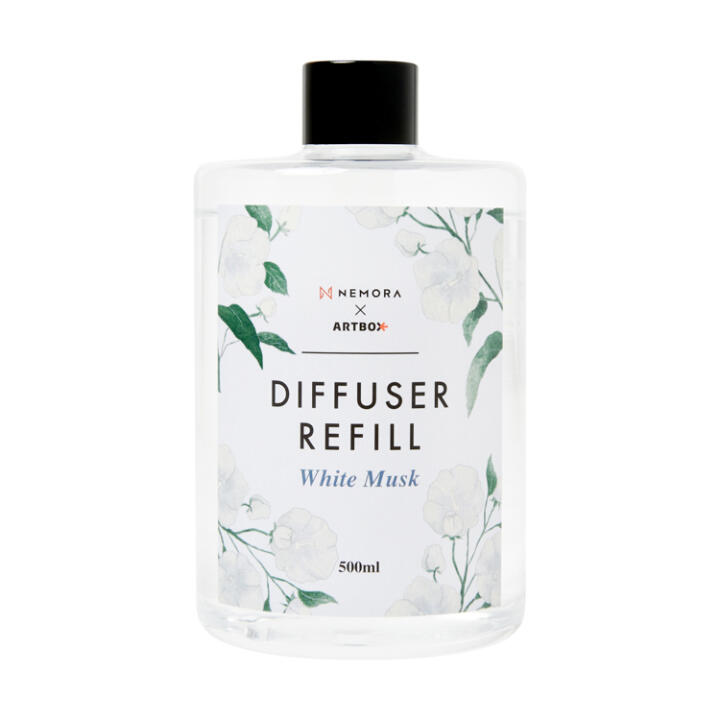 NEMORA
×
ARTBOX
DIFFUSER
REFILL
White Musk
500ml